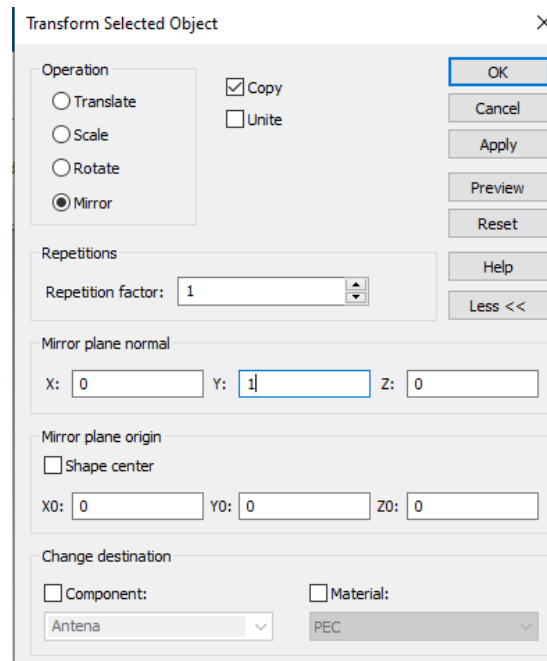 Transform Selected Object
Operation
Translate
Scale
Rotate
Mirror
Copy
Unite
OK
Cancel
Apply
Preview
Reset
Help
Less <<
Repetitions
Repetition factor: 1
Mirror plane normal
X: 0 Y: 1 Z: 0
Mirror plane origin
Shape center
X0: 0 Y0: 0 Z0: 0
Change destination
Component: Material:
Antena PEC